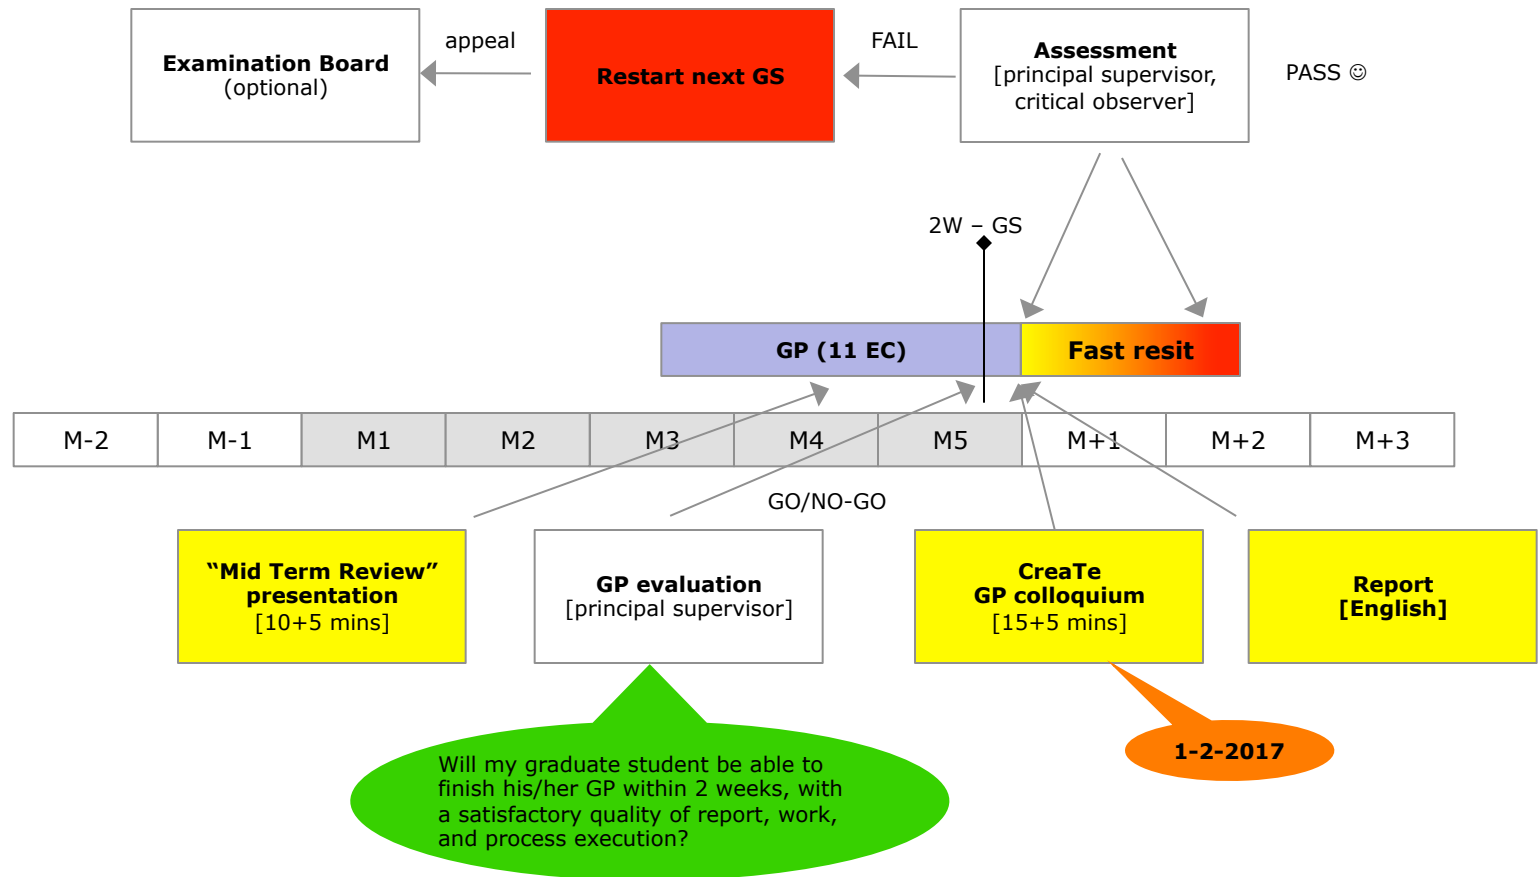 Examination Board
(optional)
appeal
Restart next GS
FAIL
Assessment
[principal supervisor,
critical observer]
PASS ☺
2W – GS
GP (11 EC)
Fast resit
M-2
M-1
M1
M2
M3
M4
M5
M+1
M+2
M+3
GO/NO-GO
“Mid Term Review”
presentation
[10+5 mins]
GP evaluation
[principal supervisor]
CreaTe
GP colloquium
[15+5 mins]
Report
[English]
1-2-2017
Will my graduate student be able to
finish his/her GP within 2 weeks, with
a satisfactory quality of report, work,
and process execution?